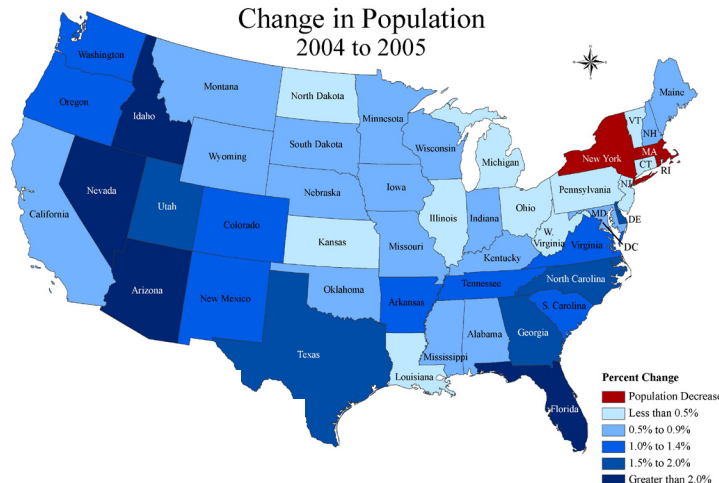 Change in Population
2004 to 2005
Washington
Oregon
Idaho
Montana
North Dakota
Minnesota
Wisconsin
Michigan
Maine
VT
NH
MA
New York
CT
RI
Wyoming
South Dakota
Nebraska
Iowa
Illinois
Indiana
Ohio
Pennsylvania
NJ
Nevada
California
Utah
Colorado
Kansas
Missouri
Kentucky
W.
Virginia
Virginia
MD
DE
DC
Arizona
New Mexico
Oklahoma
Arkansas
Tennessee
North Carolina
S. Carolina
Texas
Louisiana
Mississippi
Alabama
Georgia
Florida
Percent Change
Population Decrease
Less than 0.5%
0.5% to 0.9%
1.0% to 1.4%
1.5% to 2.0%
Greater than 2.0%